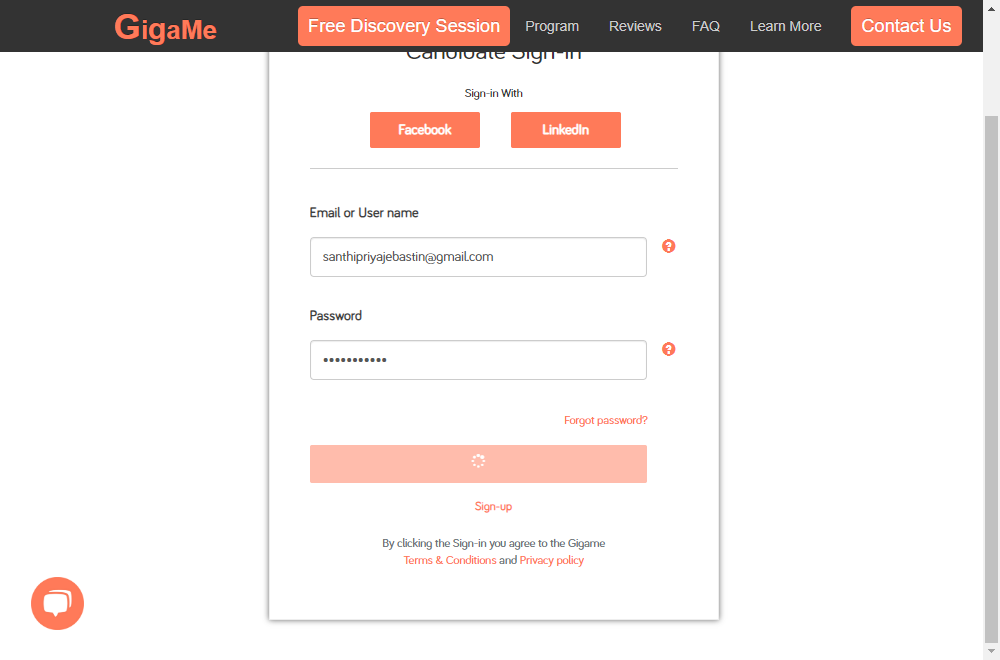 GigaMe
Free Discovery Session
Program
Reviews
FAQ
Learn More
Contact Us
Candidate Sign-in
Sign-in With
Facebook
LinkedIn
Email or User name
santhipriyajebastin@gmail.com
?
Password
•••••••••••
?
Forgot password?
Sign-up
By clicking the Sign-in you agree to the Gigame
Terms & Conditions and Privacy policy